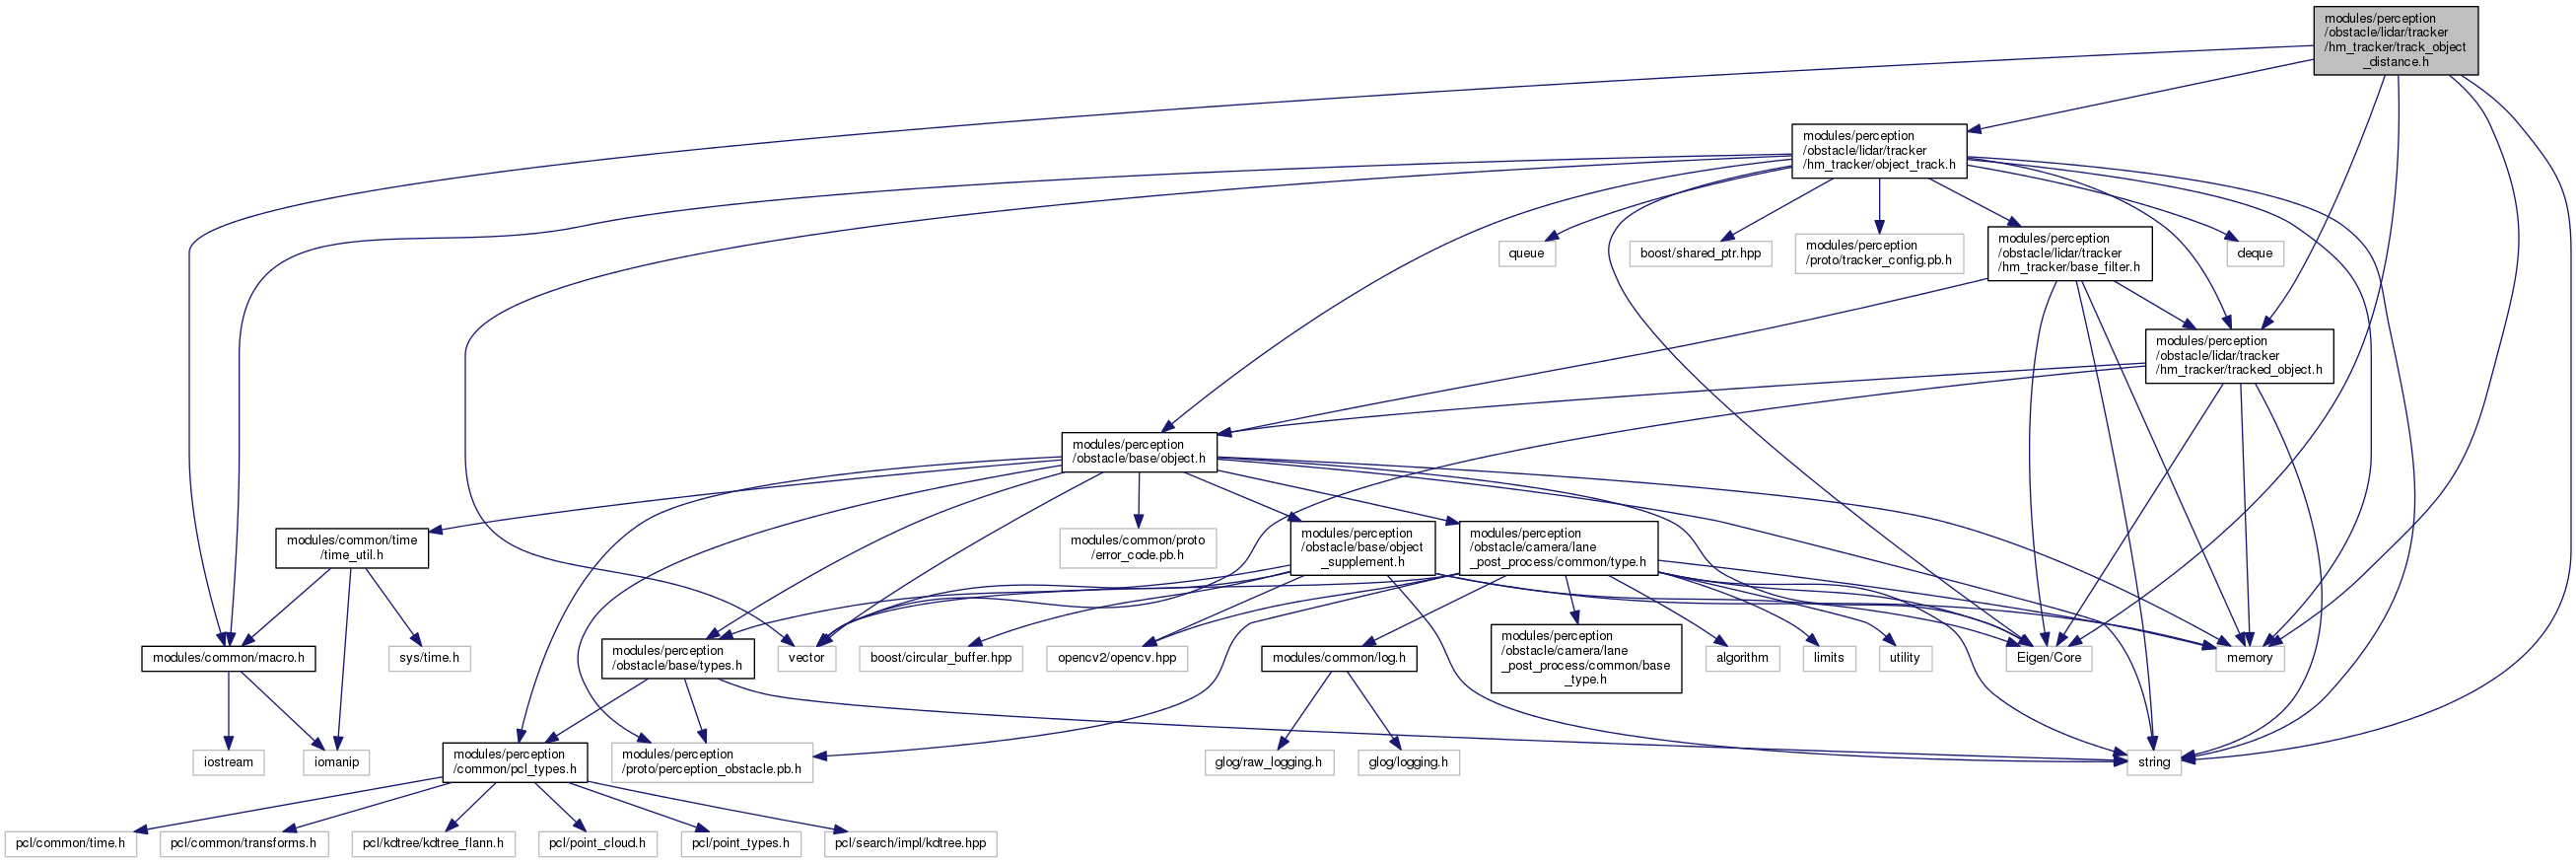 modules/perception
/obstacle/lidar/tracker
/hm_tracker/track_object
_distance.h
modules/perception
/obstacle/lidar/tracker
/hm_tracker/object_track.h
queue
boost/shared_ptr.hpp
modules/perception
/proto/tracker_config.pb.h
modules/perception
/obstacle/lidar/tracker
/hm_tracker/base_filter.h
deque
modules/perception
/obstacle/lidar/tracker
/hm_tracker/tracked_object.h
modules/perception
/obstacle/base/object.h
modules/common/time
/time_util.h
modules/common/proto
/error_code.pb.h
modules/perception
/obstacle/base/object
_supplement.h
modules/perception
/obstacle/camera/lane
_post_process/common/type.h
modules/common/macro.h
sys/time.h
modules/perception
/obstacle/base/types.h
vector
boost/circular_buffer.hpp
opencv2/opencv.hpp
modules/common/log.h
modules/perception
/obstacle/camera/lane
_post_process/common/base
_type.h
algorithm
limits
utility
Eigen/Core
memory
iostream
iomanip
modules/perception
/common/pcl_types.h
modules/perception
/proto/perception_obstacle.pb.h
glog/raw_logging.h
glog/logging.h
string
pcl/common/time.h
pcl/common/transforms.h
pcl/kdtree/kdtree_flann.h
pcl/point_cloud.h
pcl/point_types.h
pcl/search/impl/kdtree.hpp